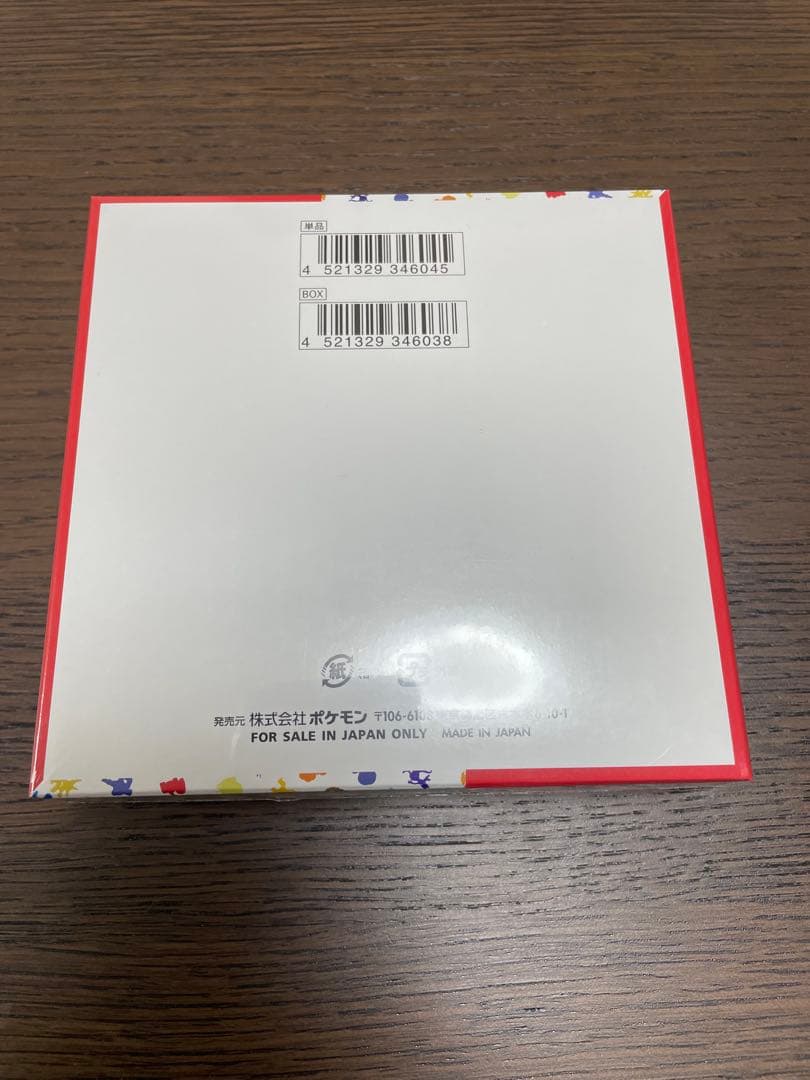 単品
4 521329 346045
BOX
4 521329 346038
紙
発売元 株式会社ポケモン 〒106-6108
FOR SALE IN JAPAN ONLY MADE IN JAPAN